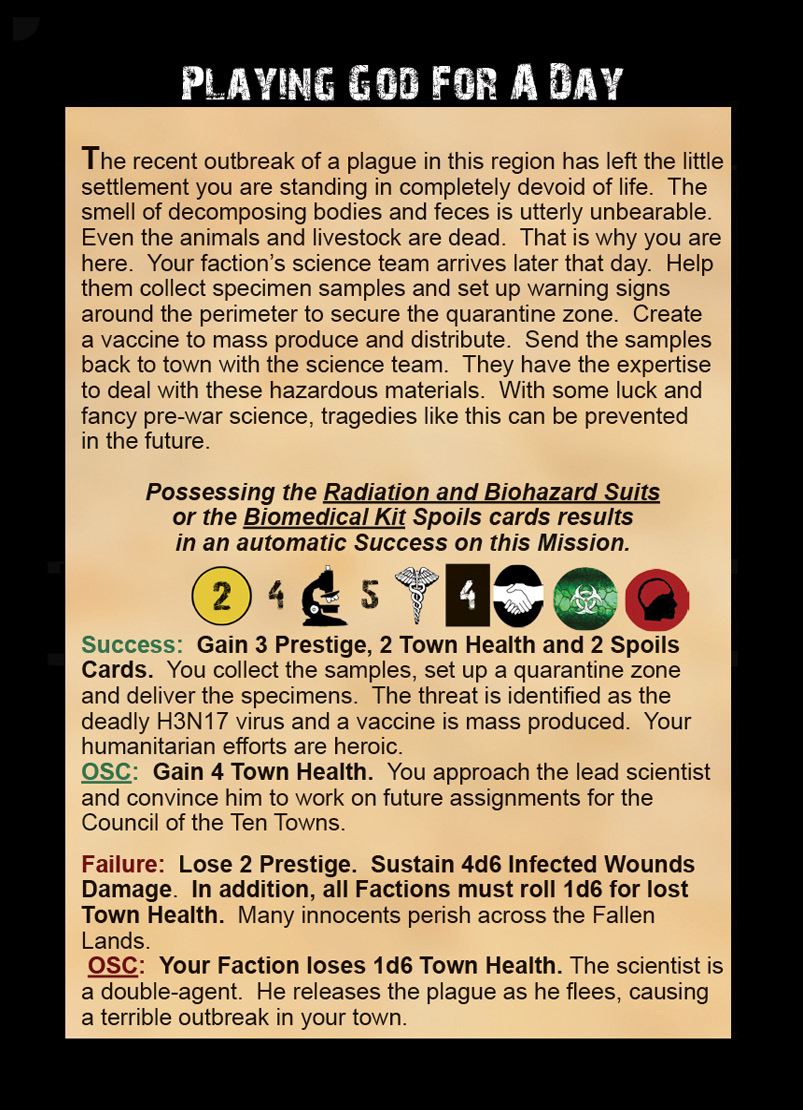 Playing God For A Day
The recent outbreak of a plague in this region has left the little
settlement you are standing in completely devoid of life.  The
smell of decomposing bodies and feces is utterly unbearable.
Even the animals and livestock are dead.  That is why you are
here.  Your faction’s science team arrives later that day.  Help
them collect specimen samples and set up warning signs
around the perimeter to secure the quarantine zone.  Create
a vaccine to mass produce and distribute.  Send the samples
back to town with the science team.  They have the expertise
to deal with these hazardous materials.  With some luck and
fancy pre-war science, tragedies like this can be prevented
in the future.
Possessing the Radiation and Biohazard Suits
or the Biomedical Kit Spoils cards results
in an automatic Success on this Mission.
2 4 5 4
Success:  Gain 3 Prestige, 2 Town Health and 2 Spoils
Cards.  You collect the samples, set up a quarantine zone
and deliver the specimens.  The threat is identified as the
deadly H3N17 virus and a vaccine is mass produced.  Your
humanitarian efforts are heroic.
OSC:  Gain 4 Town Health.  You approach the lead scientist
and convince him to work on future assignments for the
Council of the Ten Towns.
Failure:  Lose 2 Prestige.  Sustain 4d6 Infected Wounds
Damage.  In addition, all Factions must roll 1d6 for lost
Town Health.  Many innocents perish across the Fallen
Lands.
OSC:  Your Faction loses 1d6 Town Health. The scientist is
a double-agent.  He releases the plague as he flees, causing
a terrible outbreak in your town.